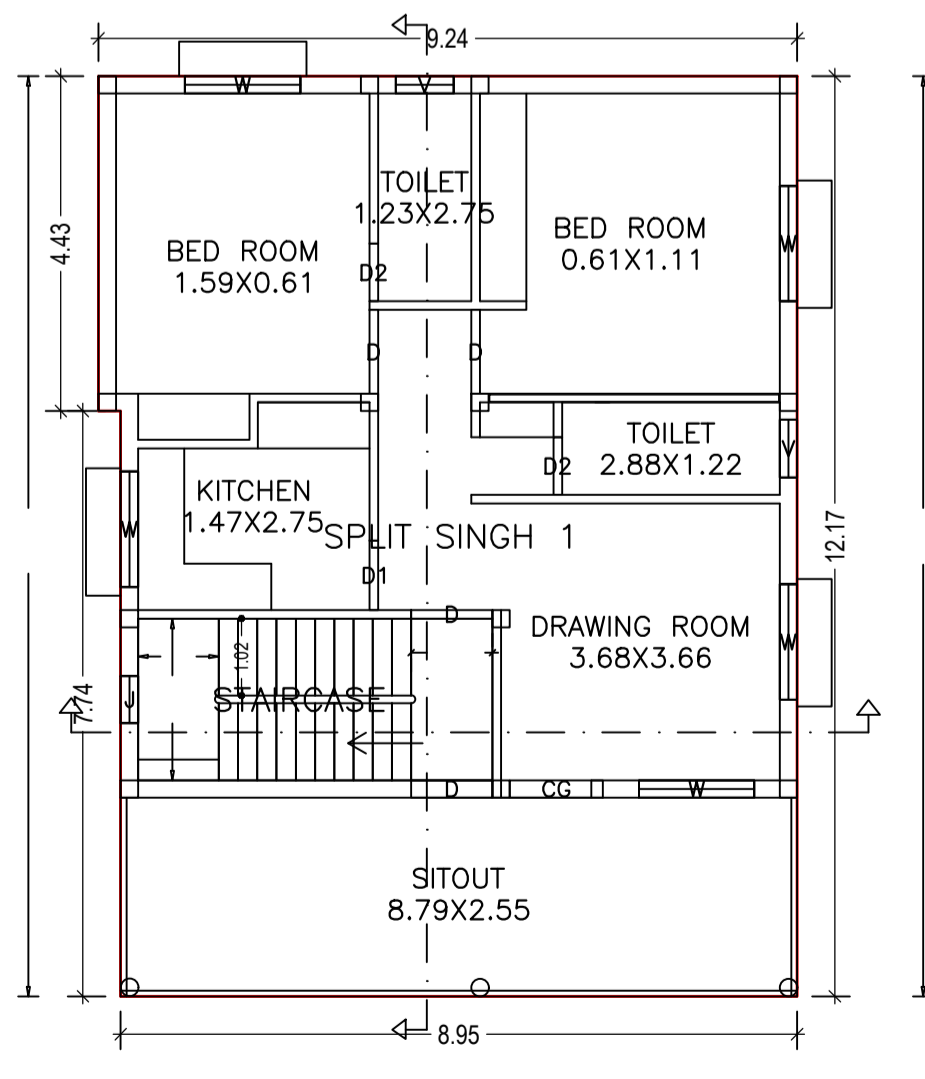 9.24
W
V
TOILET
1.23X2.75
BED ROOM
0.61X1.11
W
4.43
BED ROOM
1.59X0.61
D2
D
D
TOILET
2.88X1.22
V
D2
KITCHEN
1.47X2.75
W
SPLIT SINGH 1
12.17
D1
D
DRAWING ROOM
3.68X3.66
W
1.02
STAIRCASE
J
7.74
D
CG
W
SITOUT
8.79X2.55
8.95